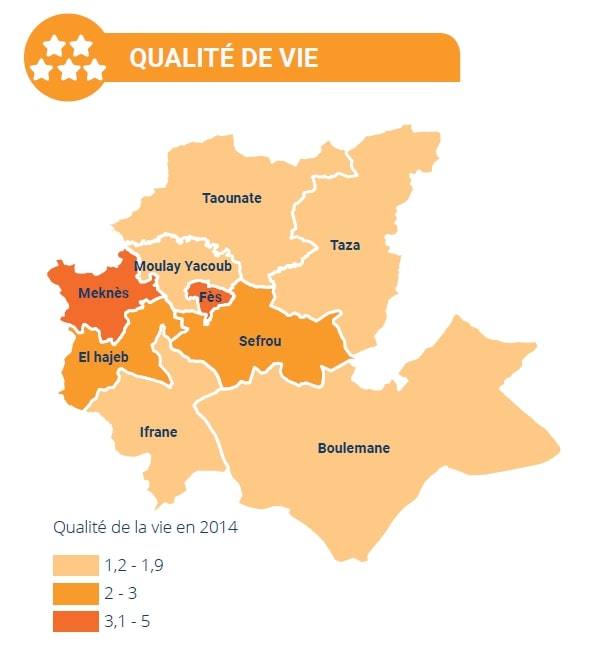 QUALITÉ DE VIE
Taounate
Taza
Moulay Yacoub
Meknès
Fès
Sefrou
El hajeb
Ifrane
Boulemane
Qualité de la vie en 2014
1,2 - 1,9
2 - 3
3,1 - 5